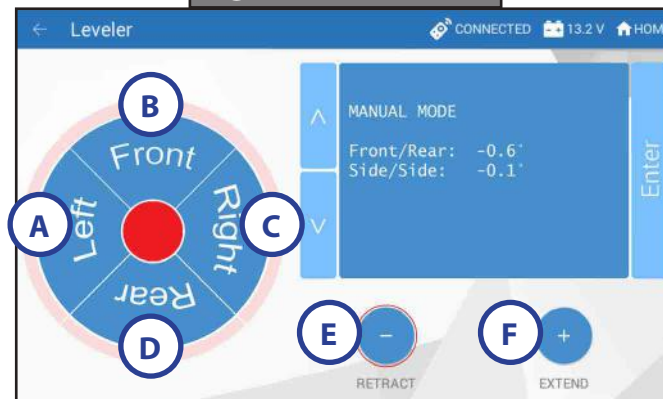 ← Leveler CONNECTED 13.2 V HOM
B
Front
A Left Right C
Rear
D
∧
∨
MANUAL MODE
Front/Rear: -0.6°
Side/Side: -0.1°
Enter
E − F +
RETRACT EXTEND